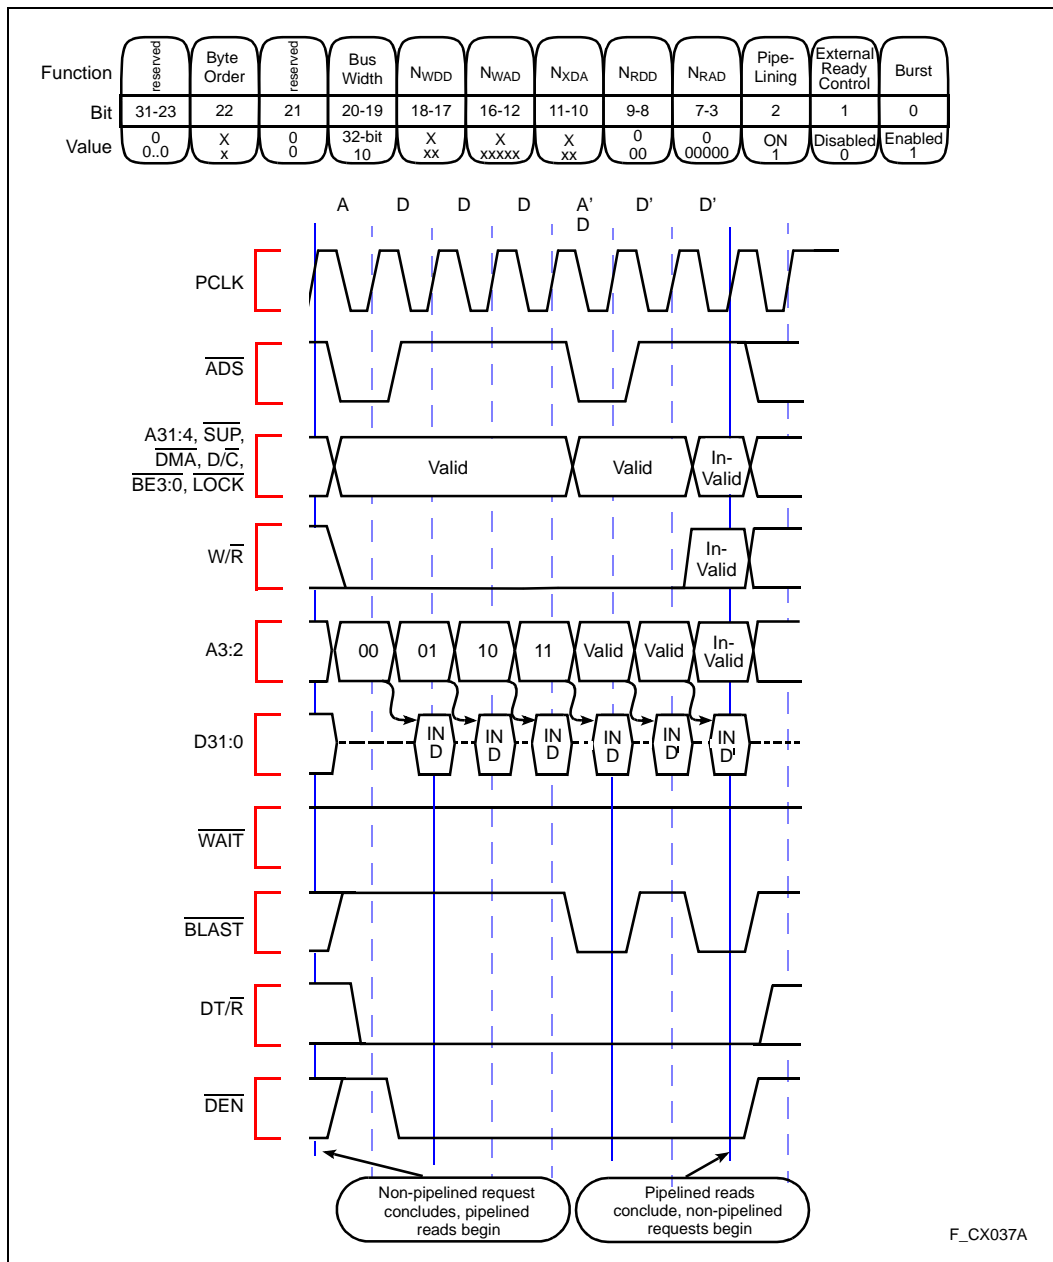 Function reserved Byte Order reserved Bus Width NWDD NWAD NXDA NRDD NRAD Pipe-Lining External Ready Control Burst
Bit 31-23 22 21 20-19 18-17 16-12 11-10 9-8 7-3 2 1 0
Value 0 X 0 32-bit X X X 0 0 ON Disabled Enabled
0..0 x 0 10 xx xxxxx xx 00 00000 1 0 1
A D D D A' D' D'
D
PCLK
ADS
A31:4, SUP,
DMA, D/C,
BE3:0, LOCK
Valid Valid In-Valid
W/R
In-Valid
A3:2
00 01 10 11 Valid Valid In-Valid
D31:0
IN IN IN IN IN IN
D D D D D' D'
WAIT
BLAST
DT/R
DEN
Non-pipelined request
concludes, pipelined
reads begin
Pipelined reads
conclude, non-pipelined
requests begin
F_CX037A